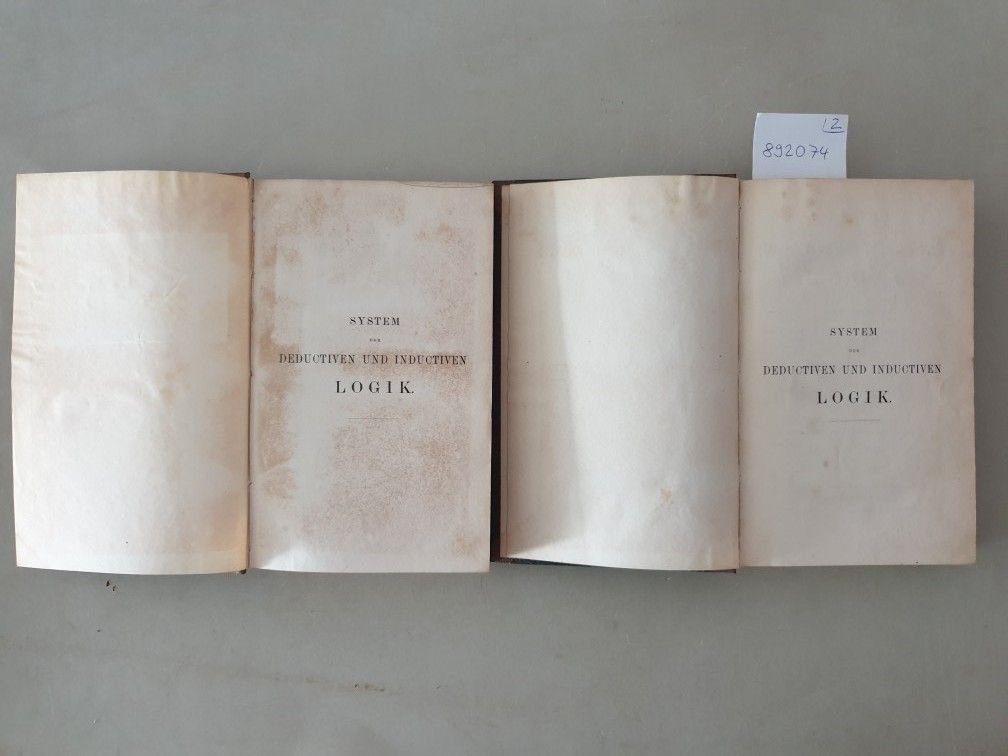 SYSTEM
DER
DEDUCTIVEN UND INDUCTIVEN
LOGIK.
12
892074
SYSTEM
DER
DEDUCTIVEN UND INDUCTIVEN
LOGIK.